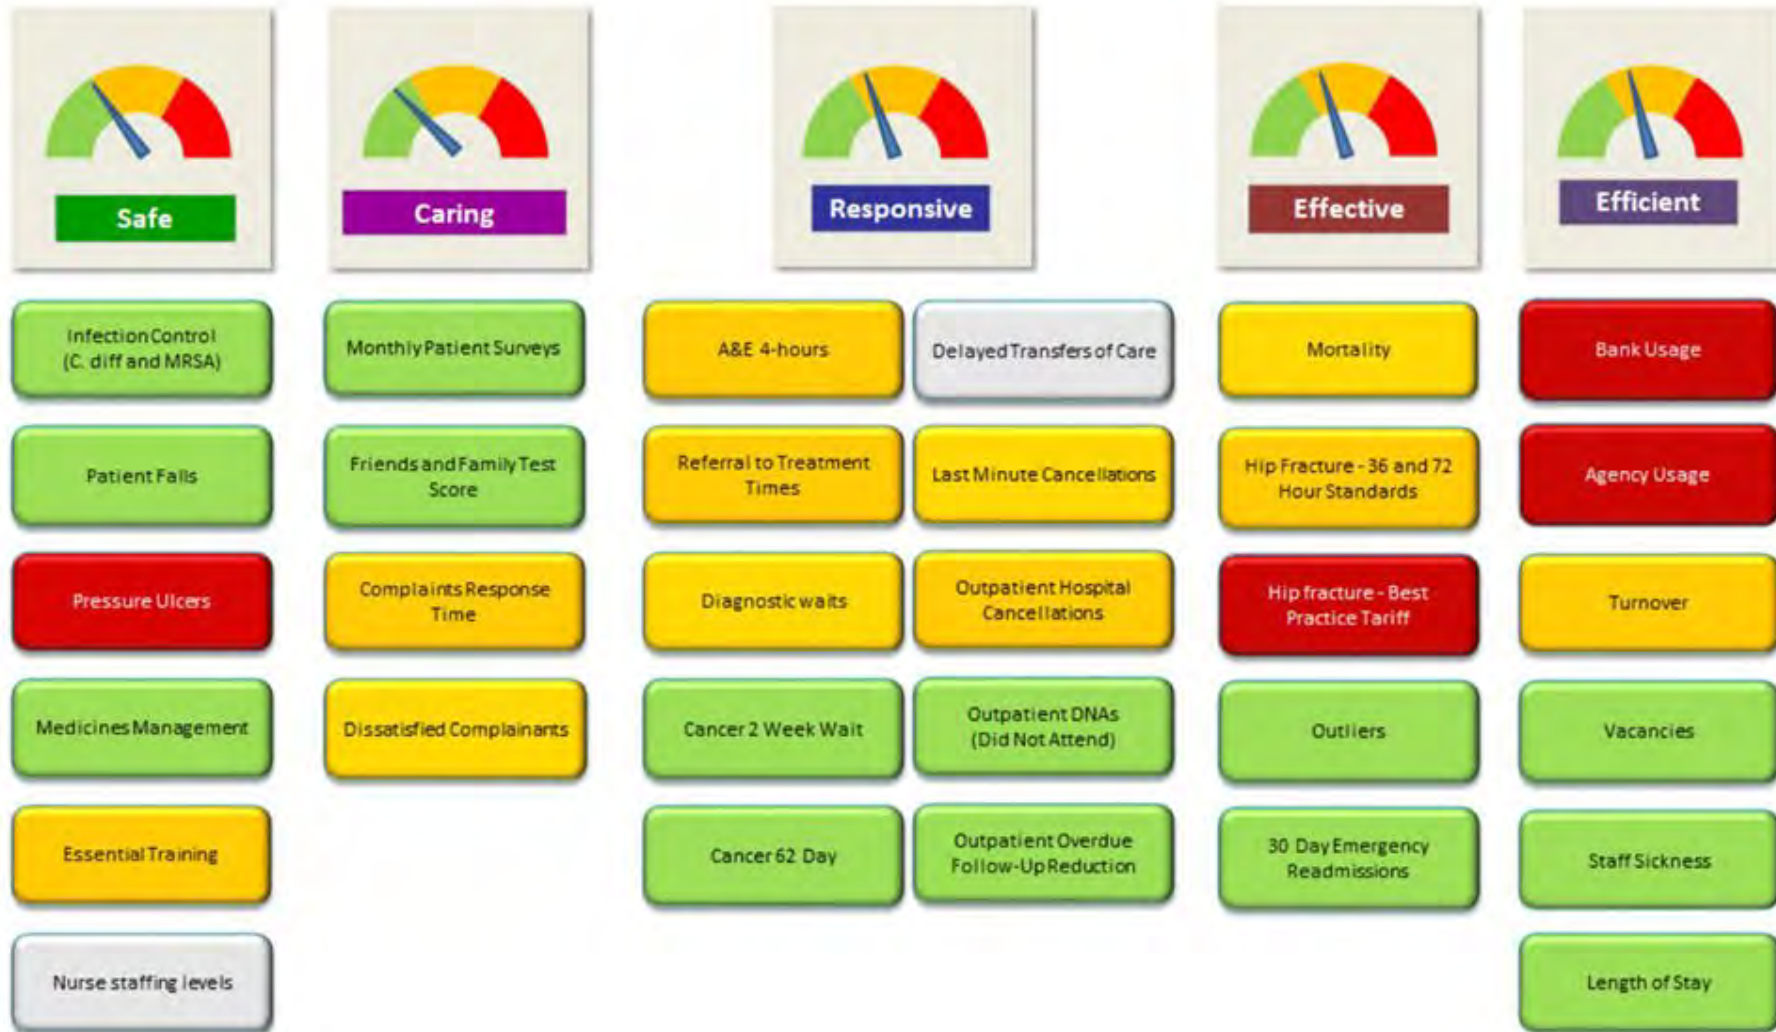 Safe
Caring
Responsive
Effective
Efficient
Infection Control
(C. diff and MRSA)
Patient Falls
Pressure Ulcers
Medicines Management
Essential Training
Nurse staffing levels
Monthly Patient Surveys
Friends and Family Test
Score
Complaints Response
Time
Dissatisfied Complainants
A&E 4-hours
Referral to Treatment
Times
Diagnostic waits
Cancer 2 Week Wait
Cancer 62 Day
Delayed Transfers of Care
Last Minute Cancellations
Outpatient Hospital
Cancellations
Outpatient DNAs
(Did Not Attend)
Outpatient Overdue
Follow-Up Reduction
Mortality
Hip Fracture - 36 and 72
Hour Standards
Hip fracture - Best
Practice Tariff
Outliers
30 Day Emergency
Readmissions
Bank Usage
Agency Usage
Turnover
Vacancies
Staff Sickness
Length of Stay